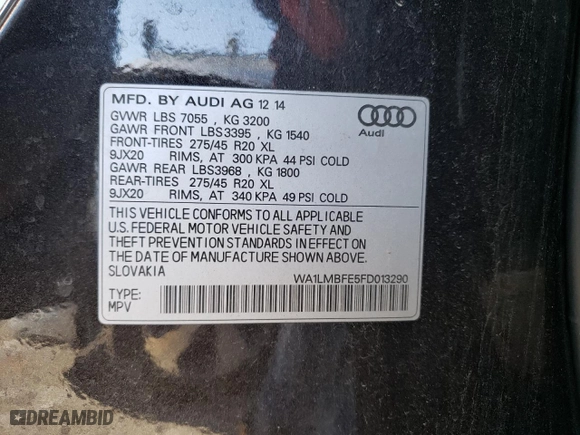 MFD. BY AUDI AG 12 14
GVWR LBS 7055 , KG 3200
GAWR FRONT LBS3395 , KG 1540
FRONT-TIRES 275/45 R20 XL
9JX20 RIMS, AT 300 KPA 44 PSI COLD
GAWR REAR LBS3968 , KG 1800
REAR-TIRES 275/45 R20 XL
9JX20 RIMS, AT 340 KPA 49 PSI COLD
Audi
THIS VEHICLE CONFORMS TO ALL APPLICABLE
U.S. FEDERAL MOTOR VEHICLE SAFETY AND
THEFT PREVENTION STANDARDS IN EFFECT ON
THE DATE OF MANUFACTURE SHOWN ABOVE.
SLOVAKIA
WA1LMBFE5FD013290
TYPE:
MPV
DREAMBID